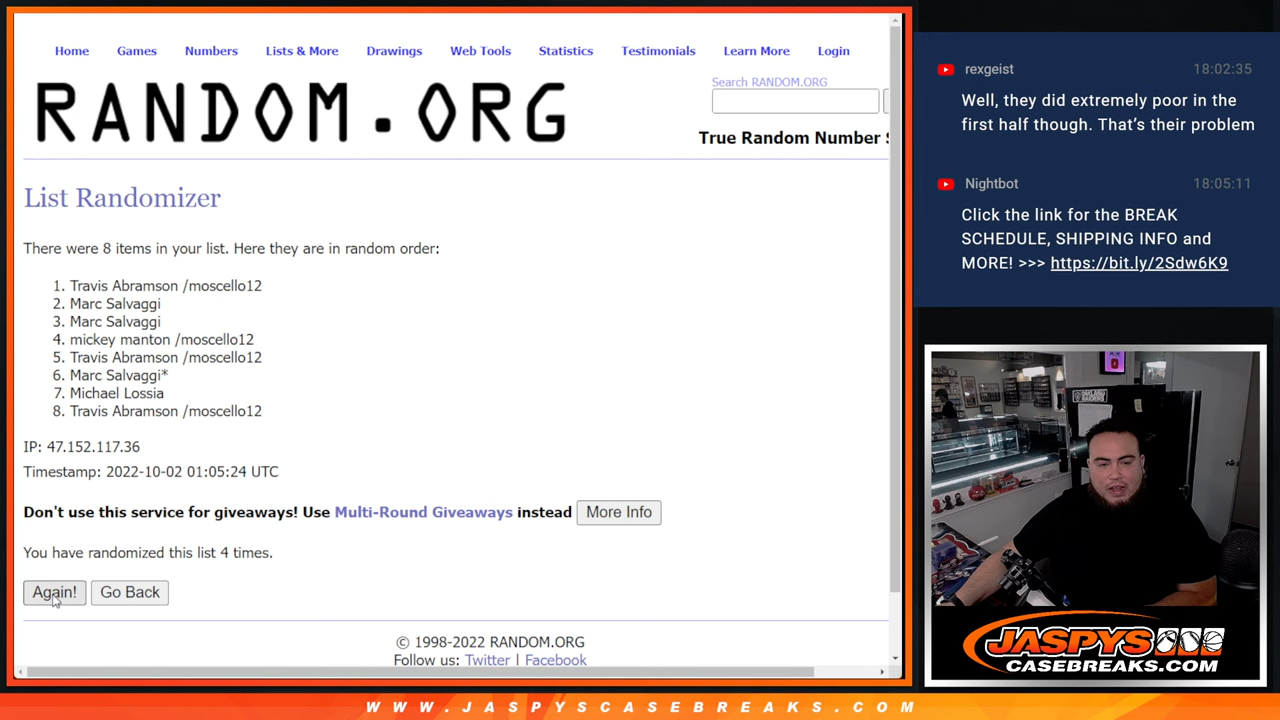 Home Games Numbers Lists & More Drawings Web Tools Statistics Testimonials Learn More Login
Search RANDOM.ORG
RANDOM.ORG
True Random Number
List Randomizer
There were 8 items in your list. Here they are in random order:
1. Travis Abramson /moscello12
2. Marc Salvaggi
3. Marc Salvaggi
4. mickey manton /moscello12
5. Travis Abramson /moscello12
6. Marc Salvaggi*
7. Michael Lossia
8. Travis Abramson /moscello12
IP: 47.152.117.36
Timestamp: 2022-10-02 01:05:24 UTC
Don't use this service for giveaways! Use Multi-Round Giveaways instead More Info
You have randomized this list 4 times.
Again! Go Back
© 1998-2022 RANDOM.ORG
Follow us: Twitter | Facebook
rexgeist 18:02:35
Well, they did extremely poor in the
first half though. That's their problem
Nightbot 18:05:11
Click the link for the BREAK
SCHEDULE, SHIPPING INFO and
MORE! >>> https://bit.ly/2Sdw6K9
JASPYS
CASEBREAKS.COM
WWW.JASPYSCASEBREAKS.COM